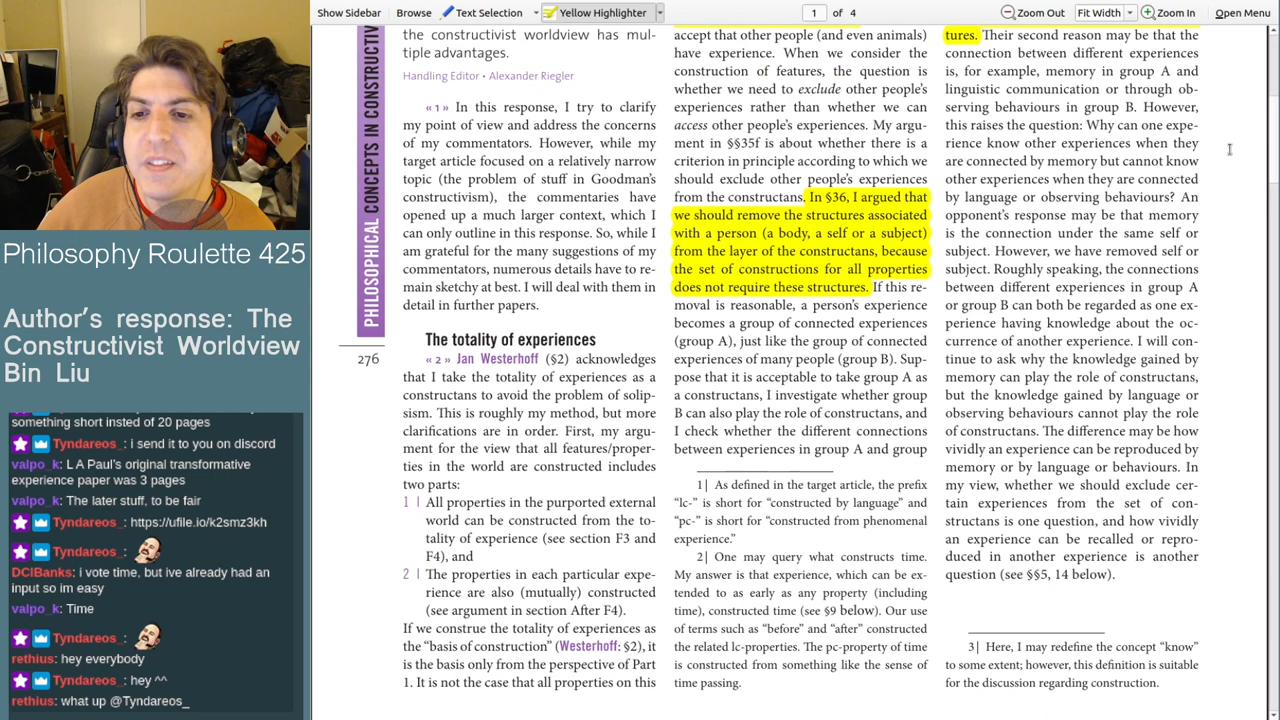 Show Sidebar
Browse
Text Selection
Yellow Highlighter
1
of 4
Zoom Out
Fit Width
Zoom In
Open Menu
Philosophy Roulette 425
Author's response: The
Constructivist Worldview
Bin Liu
something short insted of 20 pages
Tyndareos_: i send it to you on discord
valpo_k: L A Paul's original transformative
experience paper was 3 pages
valpo_k: The later stuff, to be fair
Tyndareos_: https://ufile.io/k2smz3kh
Tyndareos_:
DCIBanks: i vote time, but ive already had an
input so im easy
valpo_k: Time
Tyndareos_:
rethius: hey everybody
Tyndareos_: hey ^^
rethius: what up @Tyndareos_
PHILOSOPHICAL CONCEPTS IN CONSTRUCTIV
276
the constructivist worldview has mul-
tiple advantages.
Handling Editor • Alexander Riegler
« 1 » In this response, I try to clarify
my point of view and address the concerns
of my commentators. However, while my
target article focused on a relatively narrow
topic (the problem of stuff in Goodman's
constructivism), the commentaries have
opened up a much larger context, which I
can only outline in this response. So, while I
am grateful for the many suggestions of my
commentators, numerous details have to re-
main sketchy at best. I will deal with them in
detail in further papers.
The totality of experiences
« 2 » Jan Westerhoff (§2) acknowledges
that I take the totality of experiences as a
constructans to avoid the problem of solip-
sism. This is roughly my method, but more
clarifications are in order. First, my argu-
ment for the view that all features/proper-
ties in the world are constructed includes
two parts:
1 | All properties in the purported external
world can be constructed from the to-
tality of experience (see section F3 and
F4), and
2 | The properties in each particular expe-
rience are also (mutually) constructed
(see argument in section After F4).
If we construe the totality of experiences as
the "basis of construction" (Westerhoff: §2), it
is the basis only from the perspective of Part
1. It is not the case that all properties on this
accept that other people (and even animals)
have experience. When we consider the
construction of features, the question is
whether we need to exclude other people's
experiences rather than whether we can
access other people's experiences. My argu-
ment in §§35f is about whether there is a
criterion in principle according to which we
should exclude other people's experiences
from the constructans. In §36, I argued that
we should remove the structures associated
with a person (a body, a self or a subject)
from the layer of the constructans, because
the set of constructions for all properties
does not require these structures. If this re-
moval is reasonable, a person's experience
becomes a group of connected experiences
(group A), just like the group of connected
experiences of many people (group B). Sup-
pose that it is acceptable to take group A as
a constructans, I investigate whether group
B can also play the role of constructans, and
I check whether the different connections
between experiences in group A and group
1| As defined in the target article, the prefix
"lc-" is short for "constructed by language" and
"pc-" is short for "constructed from phenomenal
experience."
2| One may query what constructs time.
My answer is that experience, which can be ex-
tended to as early as any property (including
time), constructed time (see §9 below). Our use
of terms such as "before" and "after" constructed
the related lc-properties. The pc-property of time
is constructed from something like the sense of
time passing.
tures. Their second reason may be that the
connection between different experiences
is, for example, memory in group A and
linguistic communication or through ob-
serving behaviours in group B. However,
this raises the question: Why can one expe-
rience know other experiences when they
are connected by memory but cannot know
other experiences when they are connected
by language or observing behaviours? An
opponent's response may be that memory
is the connection under the same self or
subject. However, we have removed self or
subject. Roughly speaking, the connections
between different experiences in group A
or group B can both be regarded as one ex-
perience having knowledge about the oc-
currence of another experience. I will con-
tinue to ask why the knowledge gained by
memory can play the role of constructans,
but the knowledge gained by language or
observing behaviours cannot play the role
of constructans. The difference may be how
vividly an experience can be reproduced by
memory or by language or behaviours. In
my view, whether we should exclude cer-
tain experiences from the set of con-
structans is one question, and how vividly
an experience can be recalled or repro-
duced in another experience is another
question (see §§5, 14 below).
3| Here, I may redefine the concept "know"
to some extent; however, this definition is suitable
for the discussion regarding construction.